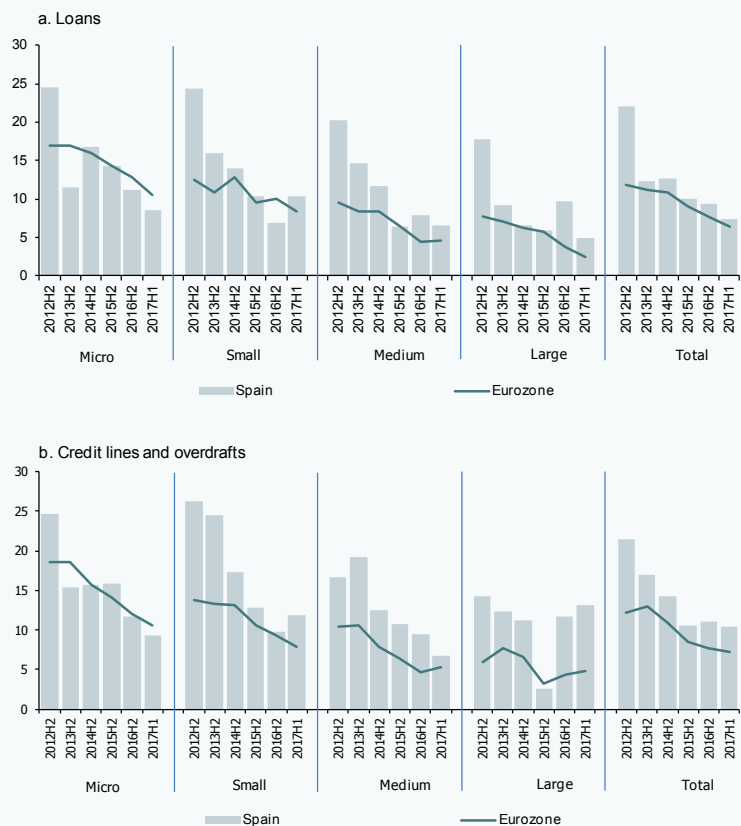 a. Loans
30
25
20
15
10
5
0
2012H2 2013H2 2014H2 2015H2 2016H2 2017H1 2012H2 2013H2 2014H2 2015H2 2016H2 2017H1 2012H2 2013H2 2014H2 2015H2 2016H2 2017H1 2012H2 2013H2 2014H2 2015H2 2016H2 2017H1 2012H2 2013H2 2014H2 2015H2 2016H2 2017H1
Micro Small Medium Large Total
Spain Eurozone
b. Credit lines and overdrafts
30
25
20
15
10
5
0
2012H2 2013H2 2014H2 2015H2 2016H2 2017H1 2012H2 2013H2 2014H2 2015H2 2016H2 2017H1 2012H2 2013H2 2014H2 2015H2 2016H2 2017H1 2012H2 2013H2 2014H2 2015H2 2016H2 2017H1 2012H2 2013H2 2014H2 2015H2 2016H2 2017H1
Micro Small Medium Large Total
Spain Eurozone